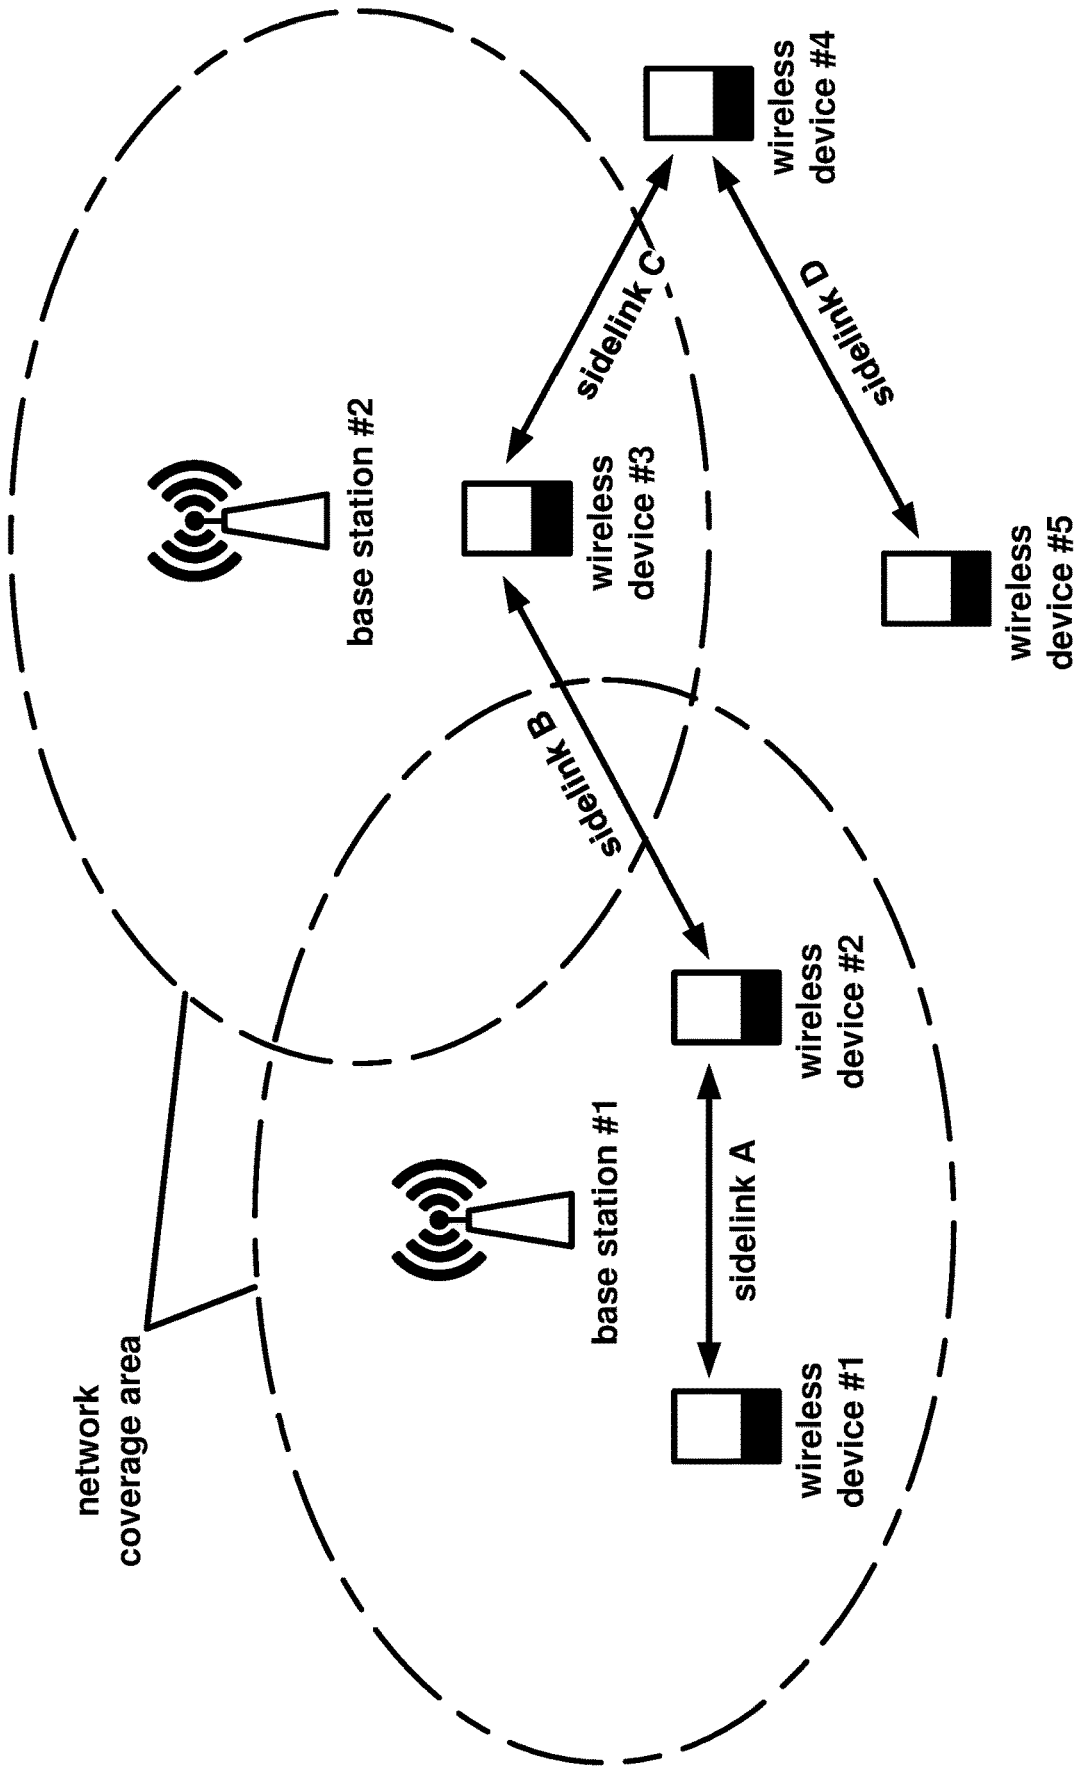 network
coverage area
base station #2
base station #1
sidelink B
sidelink C
wireless
device #3
wireless
device #4
sidelink A
sidelink D
wireless
device #1
wireless
device #2
wireless
device #5